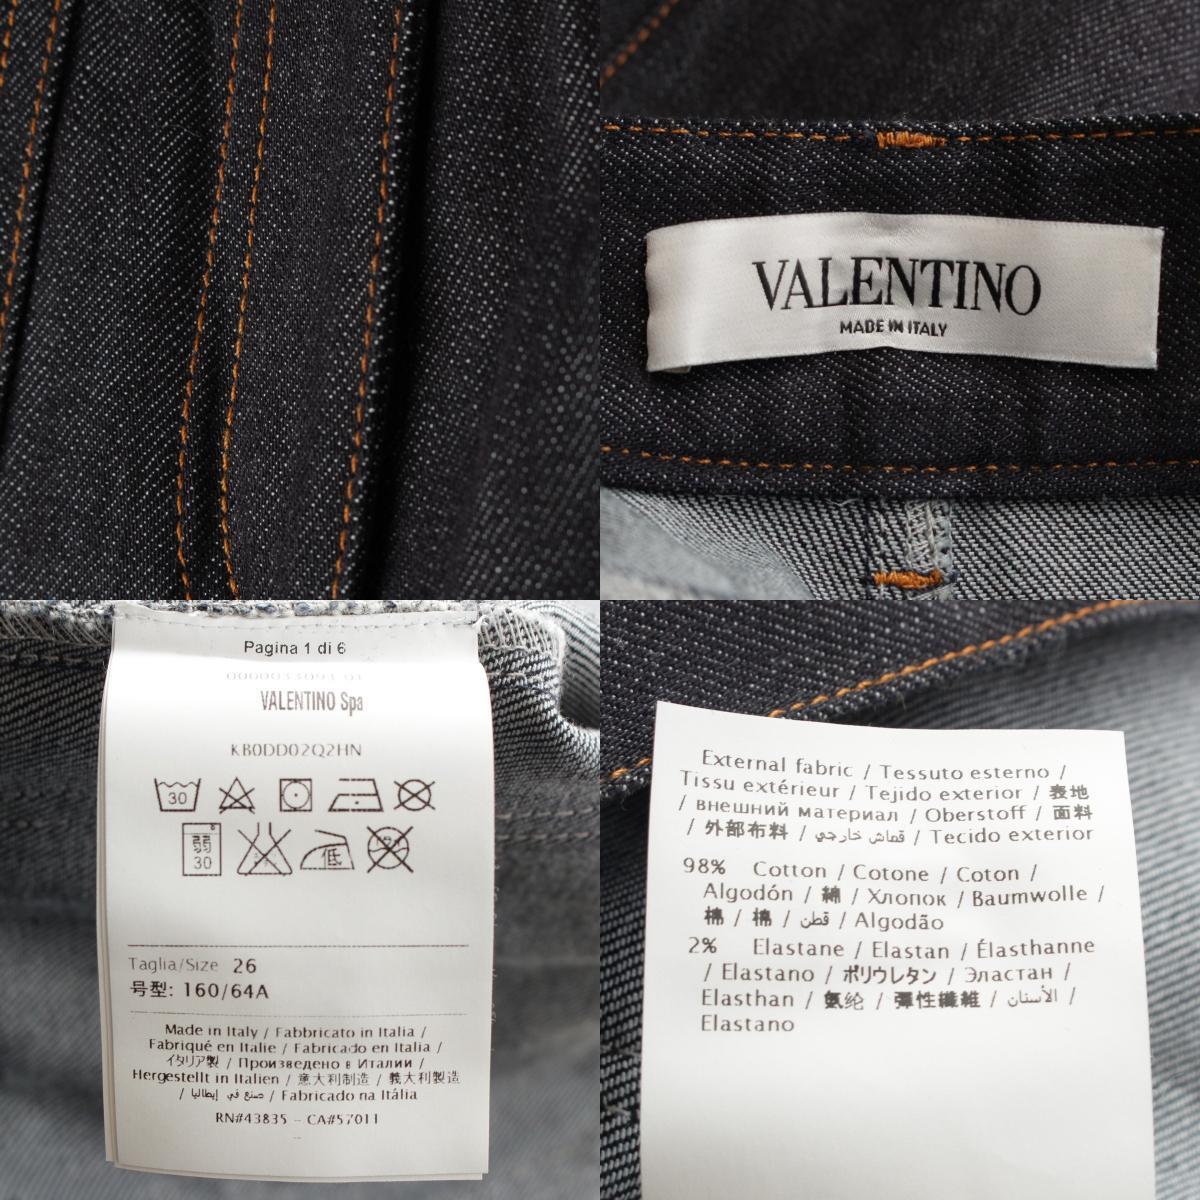 VALENTINO
MADE IN ITALY
Pagina 1 di 6
VALENTINO Spa
KB0DD02Q2HN
30
弱
30
低
Taglia/Size 26
号型: 160/64A
Made in Italy / Fabbricato in Italia /
Fabriqué en Italie / Fabricado en Italia /
イタリア製 / Произведено в Италии /
Hergestellt in Italien / 意大利制造 / 義大利製造
/ صنع في إيطاليا / Fabricado na Itália
RN#43835 - CA#57011
External fabric / Tessuto esterno /
Tissu extérieur / Tejido exterior / 表地
/ внешний материал / Oberstoff / 面料
/ 外部布料 / قماش خارجي / Tecido exterior
98% Cotton / Cotone / Coton /
Algodón / 綿 / Хлопок / Baumwolle /
棉 / 棉 / قطن / Algodão
2% Elastane / Elastan / Élasthanne
/ Elastano / ポリウレタン / Эластан /
Elasthan / 氨纶 / 彈性纖維 / الأستان /
Elastano